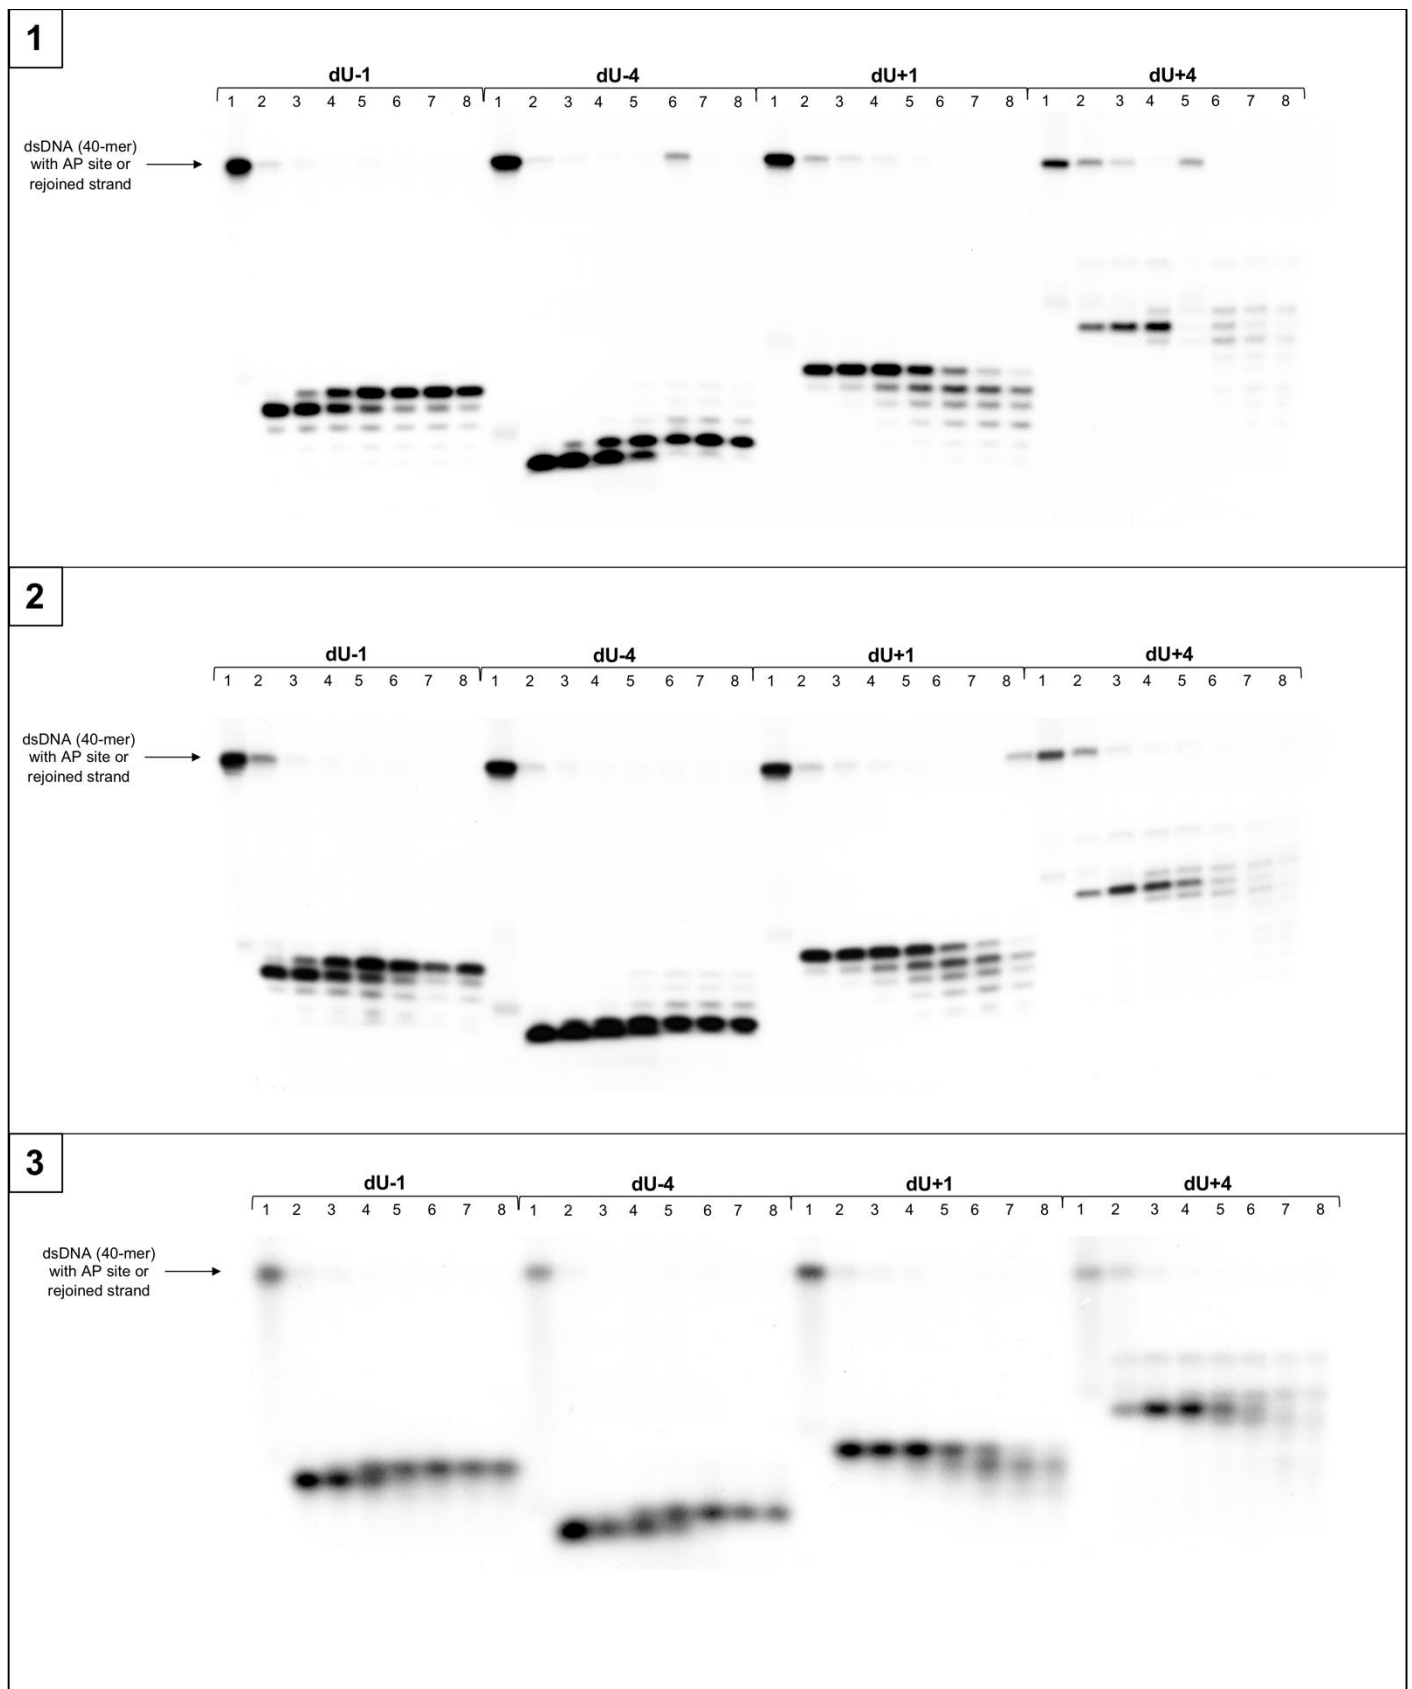 1
dU-1 dU-4 dU+1 dU+4
1 2 3 4 5 6 7 8 1 2 3 4 5 6 7 8 1 2 3 4 5 6 7 8 1 2 3 4 5 6 7 8
dsDNA (40-mer)
with AP site or
rejoined strand
2
dU-1 dU-4 dU+1 dU+4
1 2 3 4 5 6 7 8 1 2 3 4 5 6 7 8 1 2 3 4 5 6 7 8 1 2 3 4 5 6 7 8
dsDNA (40-mer)
with AP site or
rejoined strand
3
dU-1 dU-4 dU+1 dU+4
1 2 3 4 5 6 7 8 1 2 3 4 5 6 7 8 1 2 3 4 5 6 7 8 1 2 3 4 5 6 7 8
dsDNA (40-mer)
with AP site or
rejoined strand